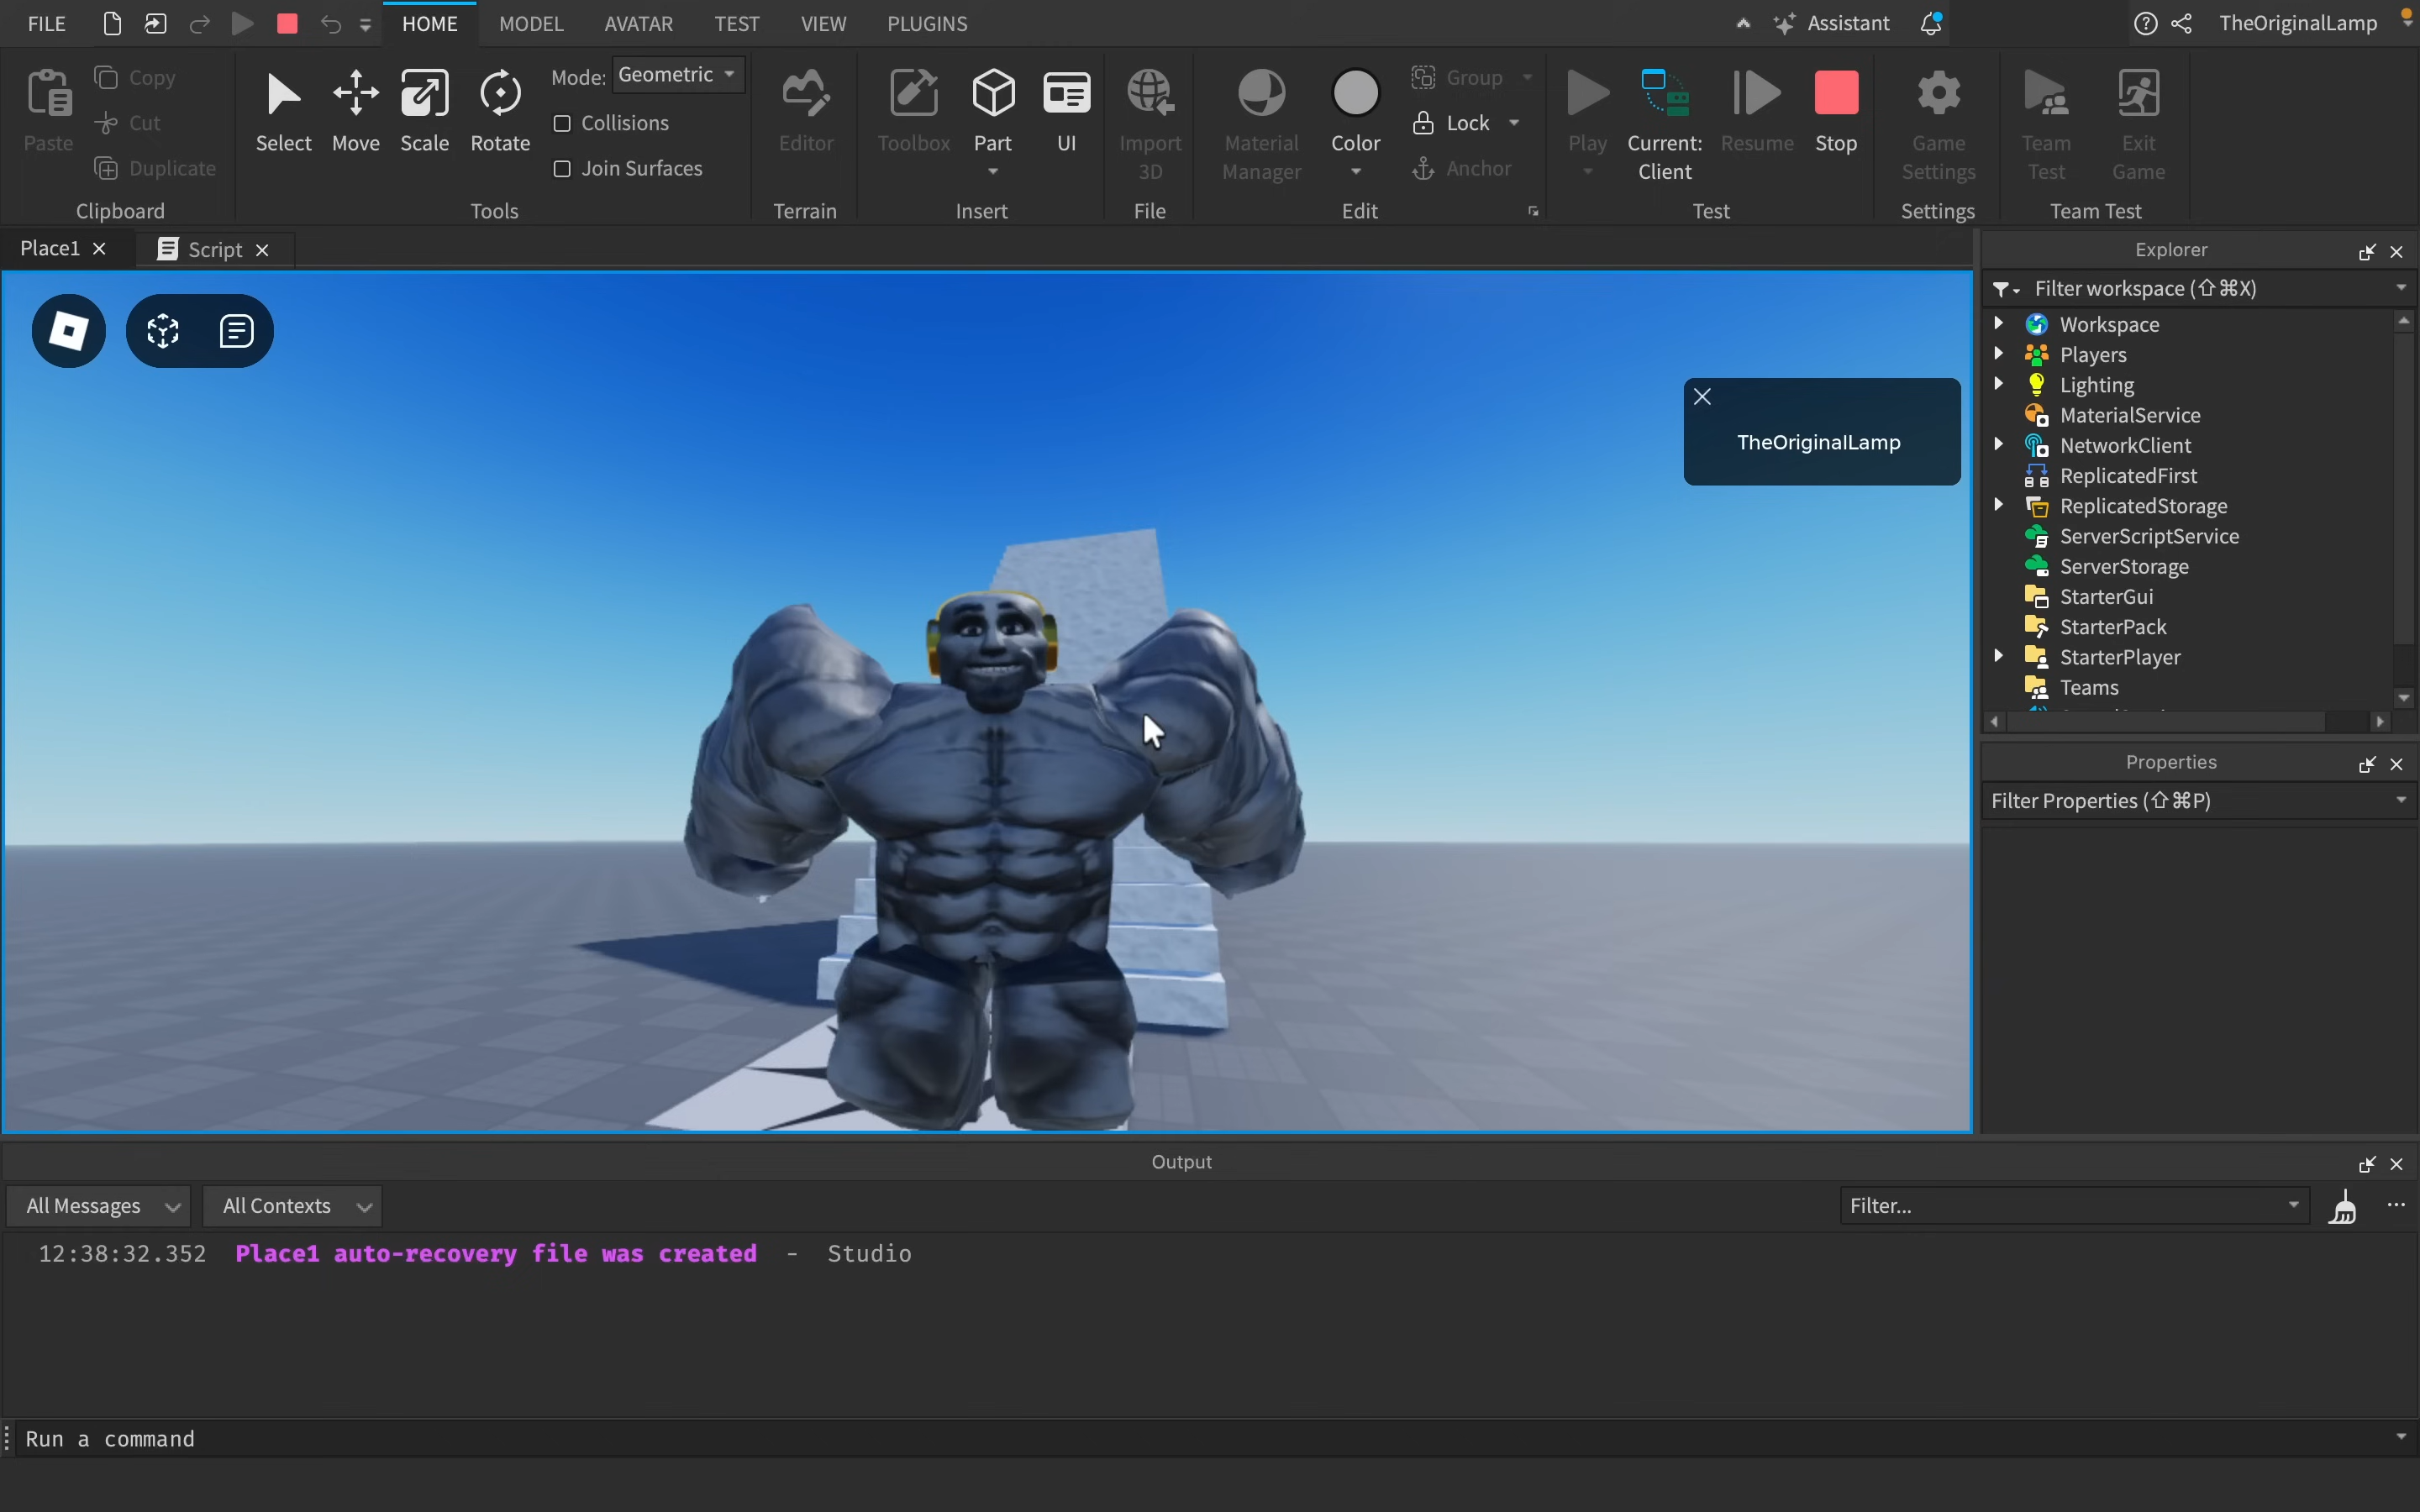 FILE HOME MODEL AVATAR TEST VIEW PLUGINS Assistant TheOriginalLamp
Paste Copy Cut Duplicate
Clipboard
Select Move Scale Rotate Mode: Geometric
Collisions
Join Surfaces
Tools
Editor
Terrain
Toolbox Part UI
Insert
Import 3D
File
Material Manager Color Group
Lock
Anchor
Edit
Play Current: Client Resume Stop
Test
Game Settings
Settings
Team Test Exit Game
Team Test
Place1 Script
TheOriginalLamp
Explorer
Filter workspace (⇧⌘X)
Workspace
Players
Lighting
MaterialService
NetworkClient
ReplicatedFirst
ReplicatedStorage
ServerScriptService
ServerStorage
StarterGui
StarterPack
StarterPlayer
Teams
Properties
Filter Properties (⇧⌘P)
Output
All Messages All Contexts Filter...
12:38:32.352 Place1 auto-recovery file was created - Studio
Run a command